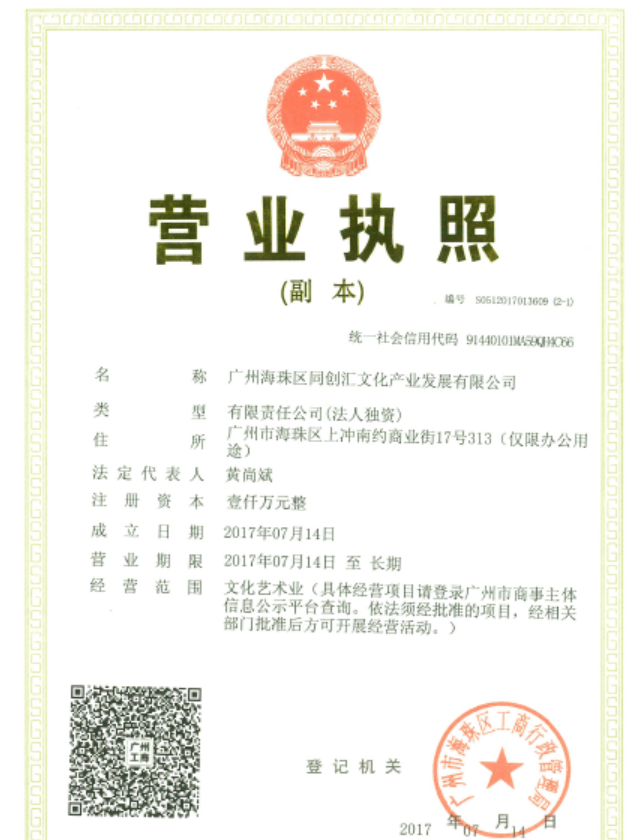 营业执照
(副 本)
编号 S0512017013609 (2-1)
统一社会信用代码 91440101MA59QH4C66
名称 广州海珠区同创汇文化产业发展有限公司
类型 有限责任公司(法人独资)
住所 广州市海珠区上冲南约商业街17号313（仅限办公用
途）
法定代表人 黄尚斌
注册资本 壹仟万元整
成立日期 2017年07月14日
营业期限 2017年07月14日 至 长期
经营范围 文化艺术业（具体经营项目请登录广州市商事主体
信息公示平台查询。依法须经批准的项目，经相关
部门批准后方可开展经营活动。）
广州
工商
登记机关
广州市海珠区工商行政管理局
2017 年 07 月 14 日